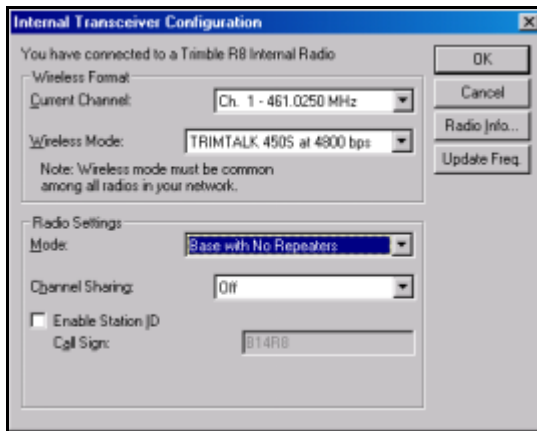 Internal Transceiver Configuration
You have connected to a Trimble R8 Internal Radio
OK
Wireless Format
Current Channel:
Ch. 1 - 461.0250 MHz
Cancel
Radio Info...
Wireless Mode:
TRIMTALK 450S at 4800 bps
Update Freq.
Note: Wireless mode must be common
among all radios in your network.
Radio Settings
Mode:
Base with No Repeaters
Channel Sharing:
Off
Enable Station ID
Call Sign:
B14R8